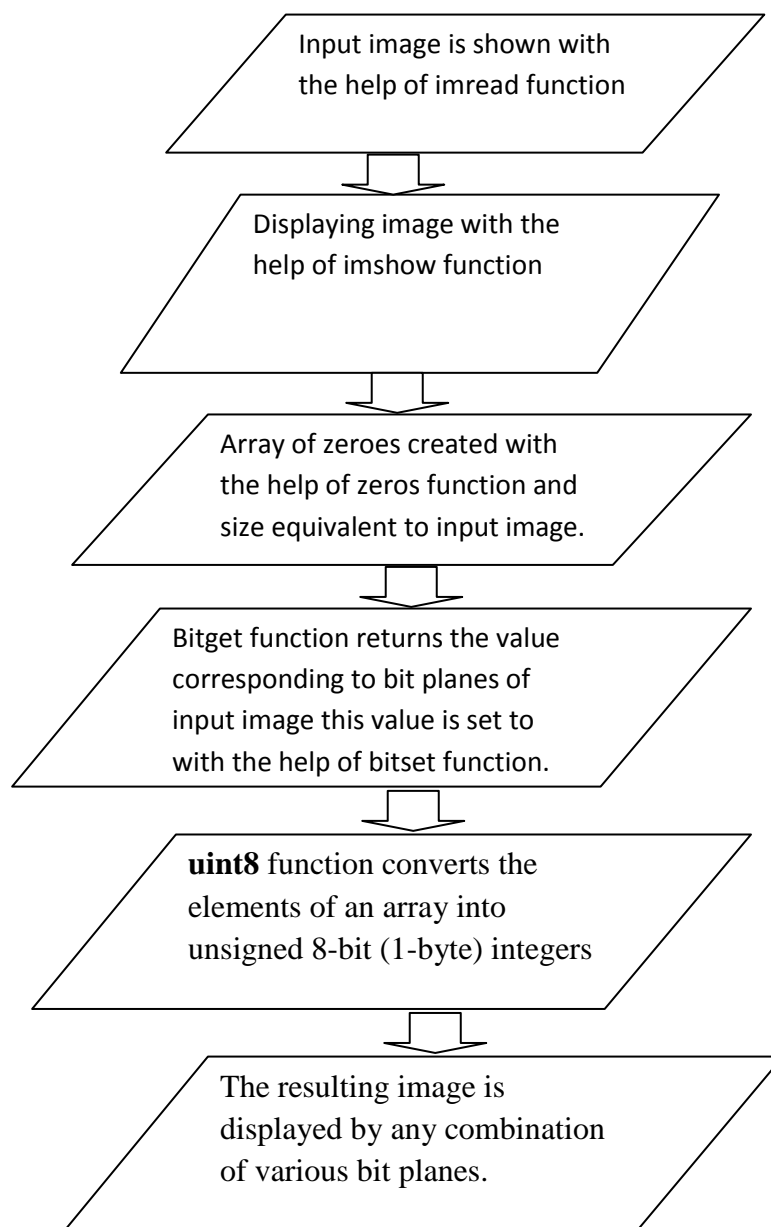 Input image is shown with
the help of imread function
Displaying image with the
help of imshow function
Array of zeroes created with
the help of zeros function and
size equivalent to input image.
Bitget function returns the value
corresponding to bit planes of
input image this value is set to
with the help of bitset function.
uint8 function converts the
elements of an array into
unsigned 8-bit (1-byte) integers
The resulting image is
displayed by any combination
of various bit planes.